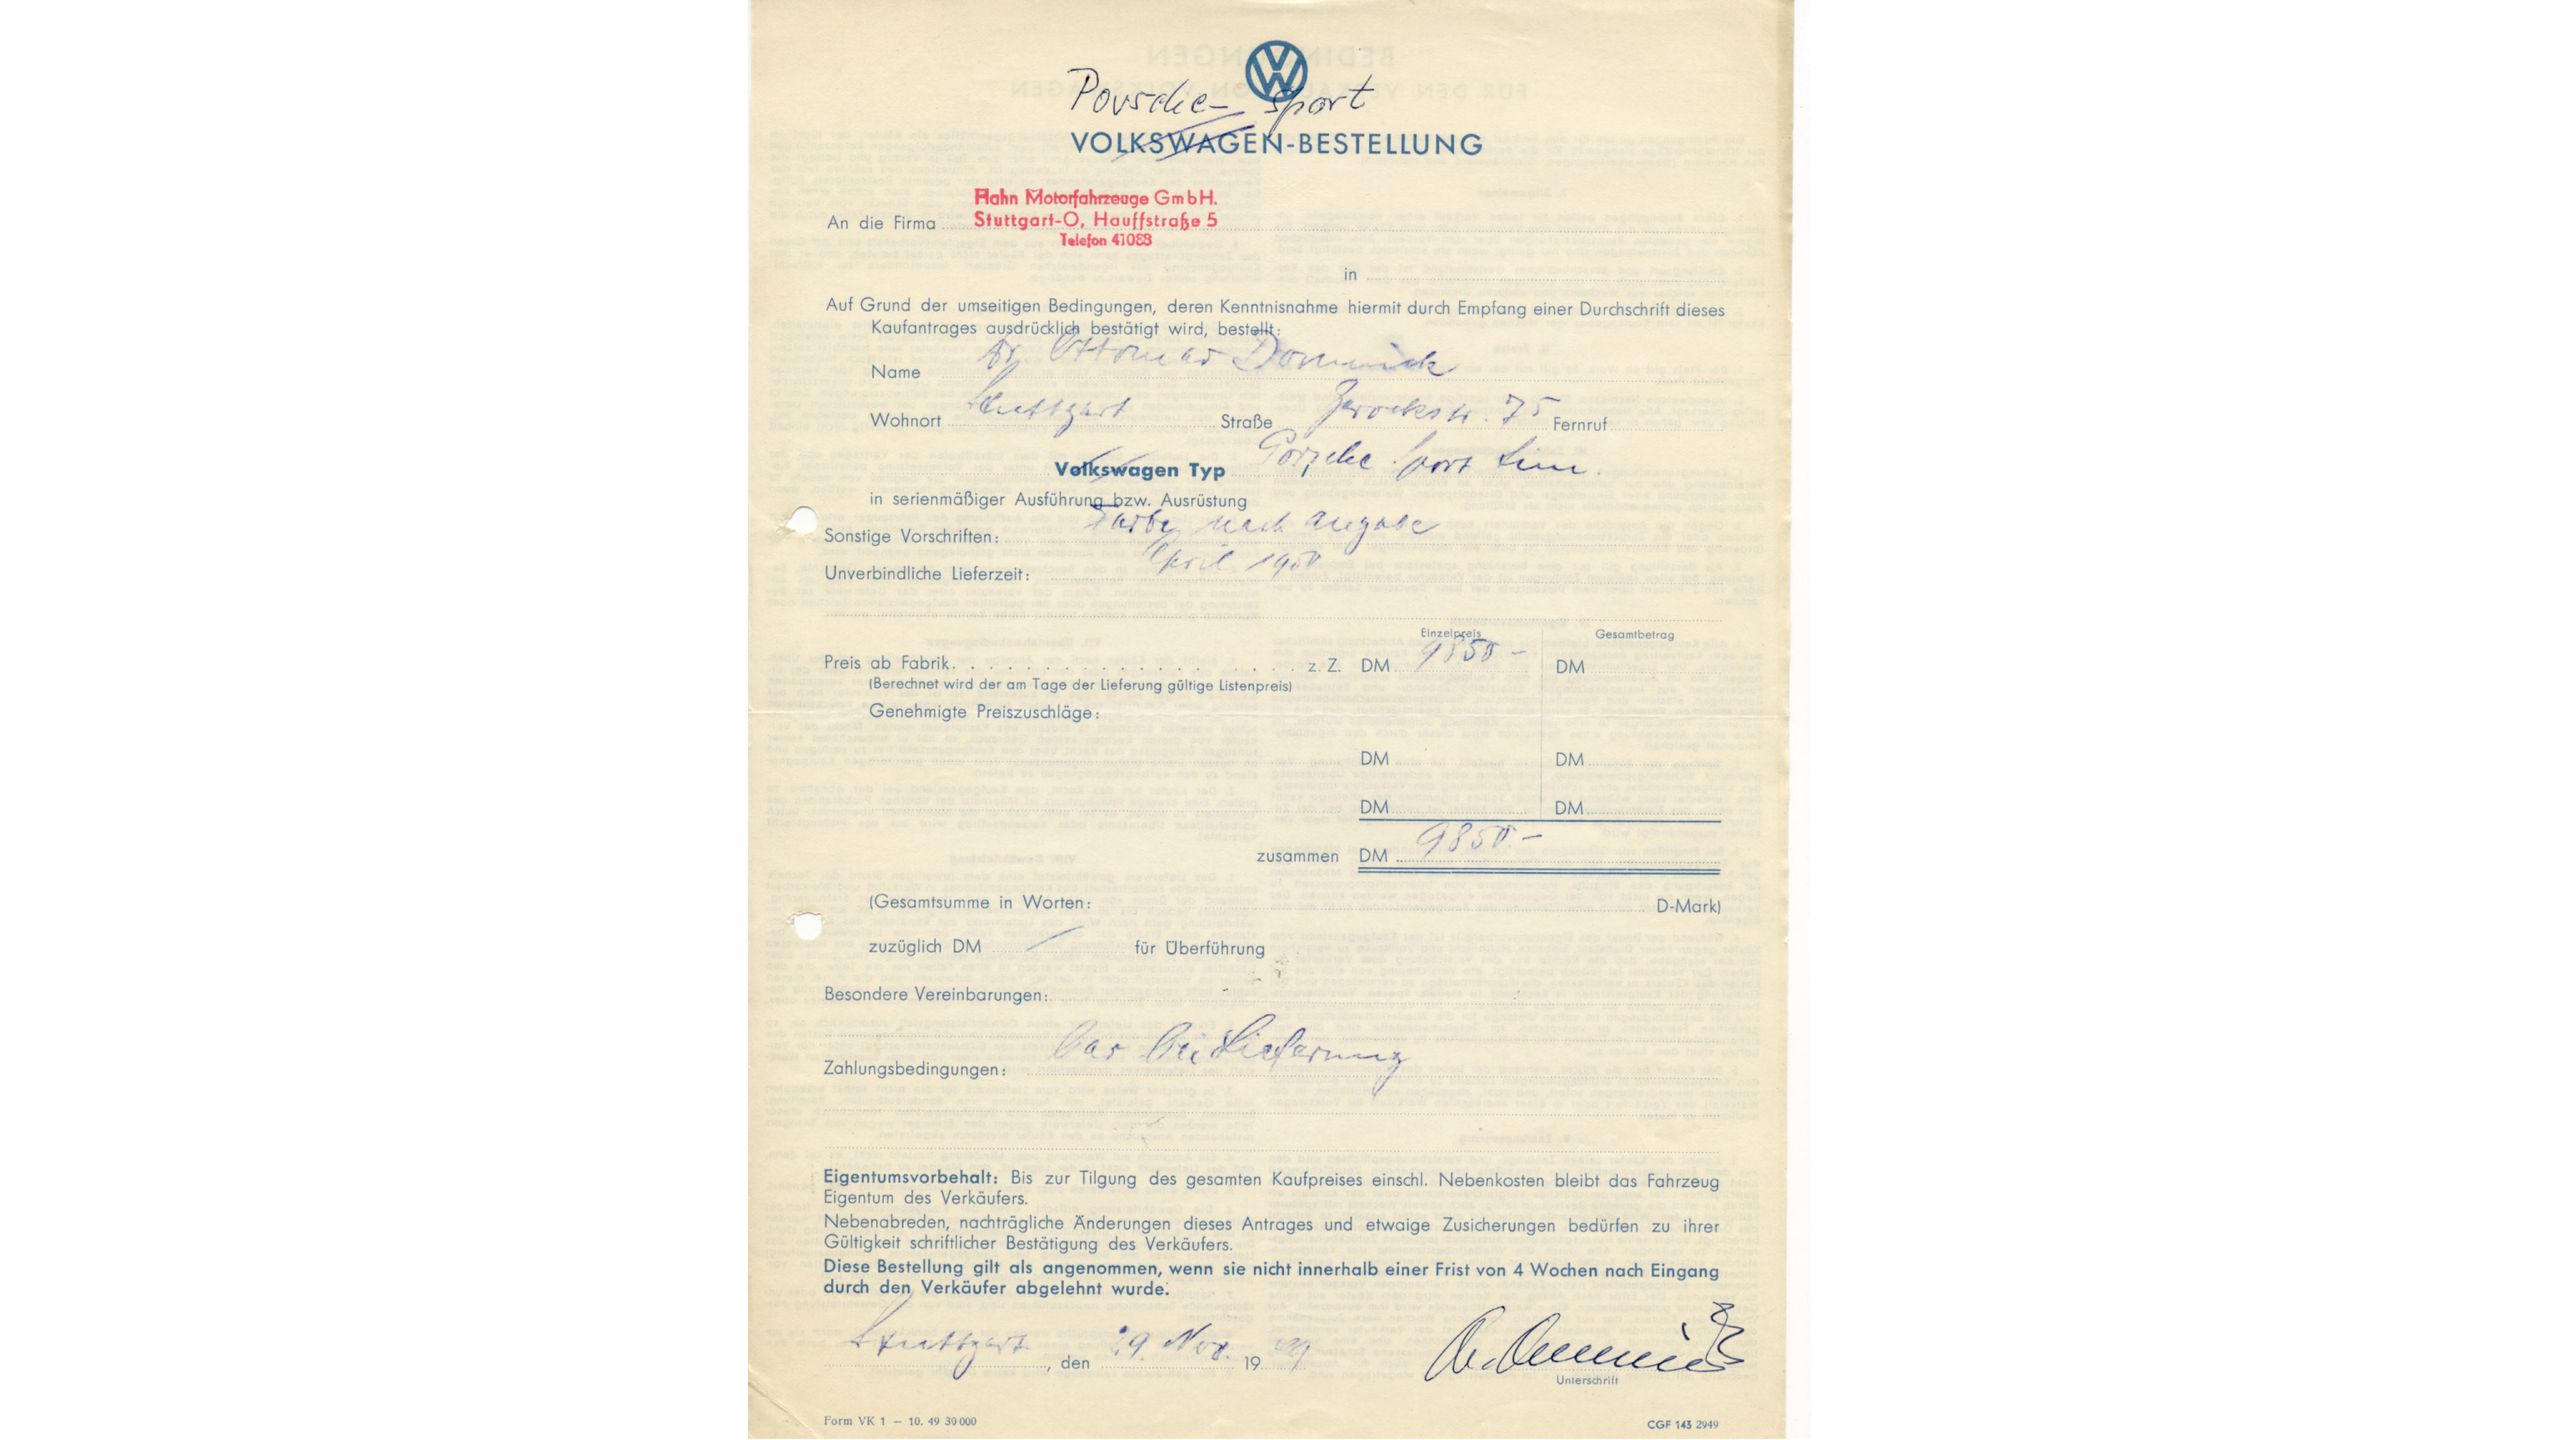 Porsche- Sport
VOLKSWAGEN-BESTELLUNG
Hahn Motorfahrzeuge GmbH.
An die Firma Stuttgart-O, Hauffstraße 5
Telefon 41083
in
Auf Grund der umseitigen Bedingungen, deren Kenntnisnahme hiermit durch Empfang einer Durchschrift dieses
Kaufantrages ausdrücklich bestätigt wird, bestellt:
Name Dr. Ottomar Domnick
Wohnort Stuttgart Straße Gerokstr. 75 Fernruf
Volkswagen Typ Porsche Sport Lim.
in serienmäßiger Ausführung bzw. Ausrüstung
Sonstige Vorschriften: Farbe nach Angabe
Unverbindliche Lieferzeit: April 1950
Einzelpreis Gesamtbetrag
Preis ab Fabrik. . . . . . . . . . . . . . . . . . . z. Z. DM 9850- DM
(Berechnet wird der am Tage der Lieferung gültige Listenpreis)
Genehmigte Preiszuschläge:
DM DM
DM DM
zusammen DM 9850.-
(Gesamtsumme in Worten: D-Mark)
zuzüglich DM / für Überführung
Besondere Vereinbarungen:
Zahlungsbedingungen: bar bei Lieferung
Eigentumsvorbehalt: Bis zur Tilgung des gesamten Kaufpreises einschl. Nebenkosten bleibt das Fahrzeug
Eigentum des Verkäufers.
Nebenabreden, nachträgliche Änderungen dieses Antrages und etwaige Zusicherungen bedürfen zu ihrer
Gültigkeit schriftlicher Bestätigung des Verkäufers.
Diese Bestellung gilt als angenommen, wenn sie nicht innerhalb einer Frist von 4 Wochen nach Eingang
durch den Verkäufer abgelehnt wurde.
Stuttgart, den 29. Nov. 19 49 Dr. Domnick
Unterschrift
Form VK 1 — 10. 49 30 000 CGF 143 2949